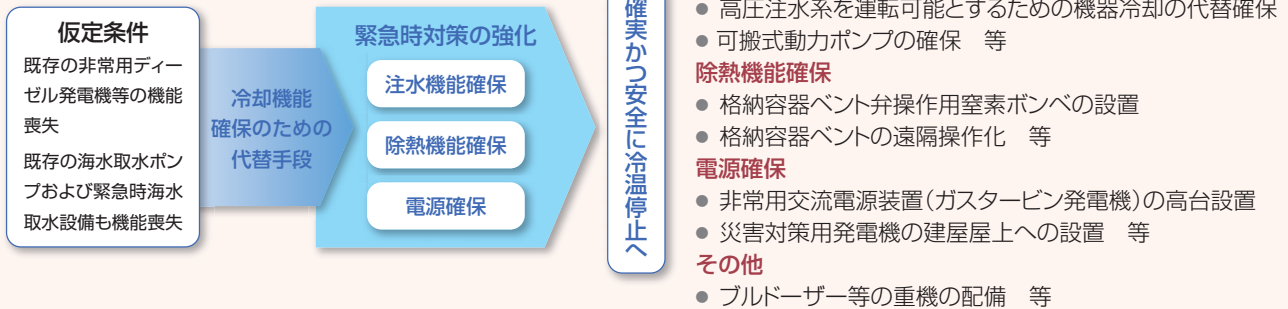 仮定条件
既存の非常用ディー
ゼル発電機等の機能
喪失
既存の海水取水ポン
プおよび緊急時海水
取水設備も機能喪失
冷却機能
確保のための
代替手段
緊急時対策の強化
注水機能確保
除熱機能確保
電源確保
確実かつ安全に冷温停止へ
● 高圧注水系を運転可能とするための機器冷却の代替確保
● 可搬式動力ポンプの確保　等
除熱機能確保
● 格納容器ベント弁操作用窒素ボンベの設置
● 格納容器ベントの遠隔操作化　等
電源確保
● 非常用交流電源装置(ガスタービン発電機)の高台設置
● 災害対策用発電機の建屋屋上への設置　等
その他
● ブルドーザー等の重機の配備　等